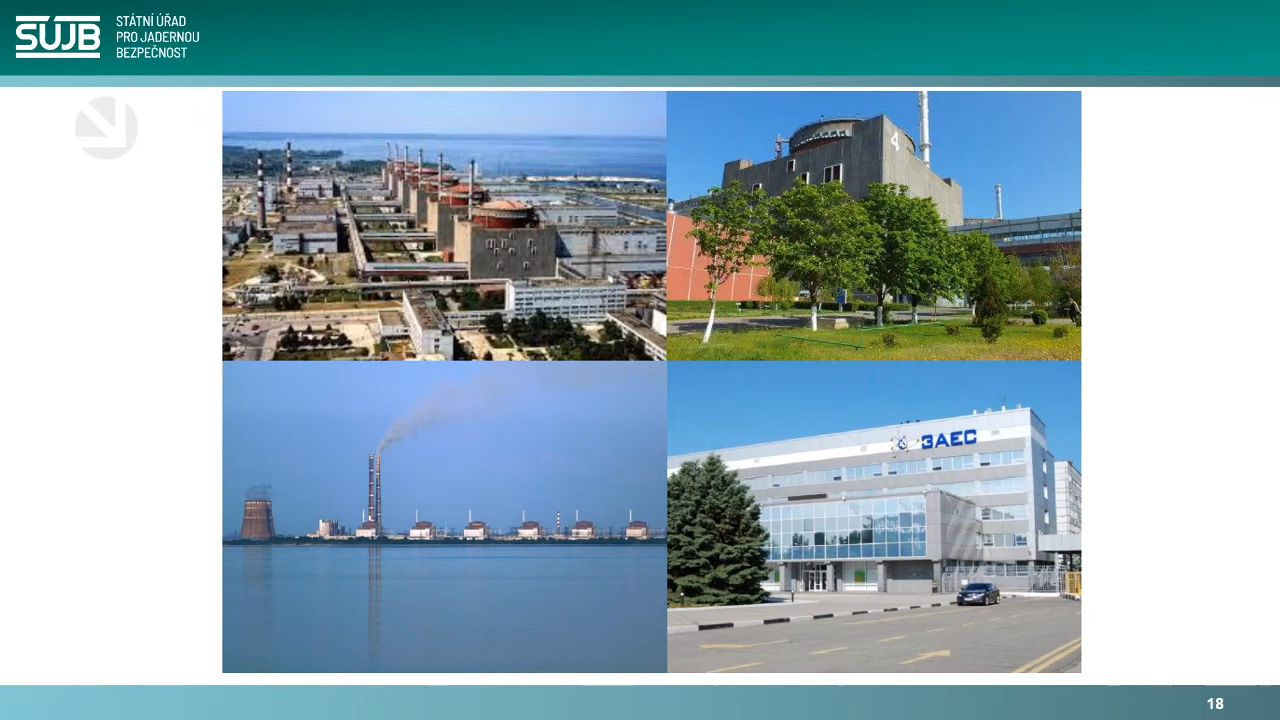 SÚJB
STÁTNÍ ÚŘAD
PRO JADERNOU
BEZPEČNOST
4
ЗАЕС
18